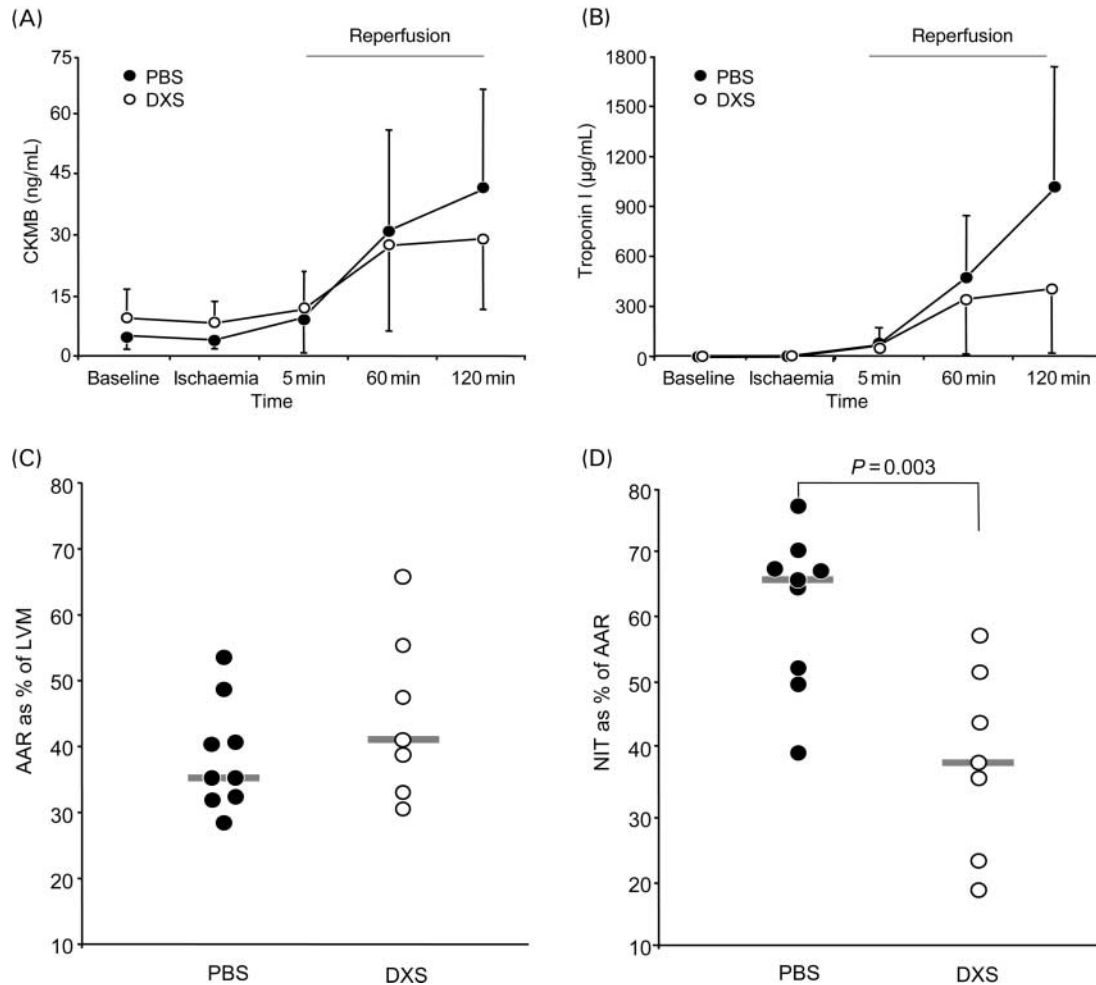 (A)
Reperfusion
75
60
45
30
15
0
CKMB (ng/mL)
PBS
DXS
Baseline Ischaemia 5 min 60 min 120 min
Time
(B)
Reperfusion
1800
1500
1200
900
600
300
0
Troponin I (µg/mL)
PBS
DXS
Baseline Ischaemia 5 min 60 min 120 min
Time
(C)
80
70
60
50
40
30
20
10
AAR as % of LVM
PBS DXS
(D)
P = 0.003
80
70
60
50
40
30
20
10
NIT as % of AAR
PBS DXS